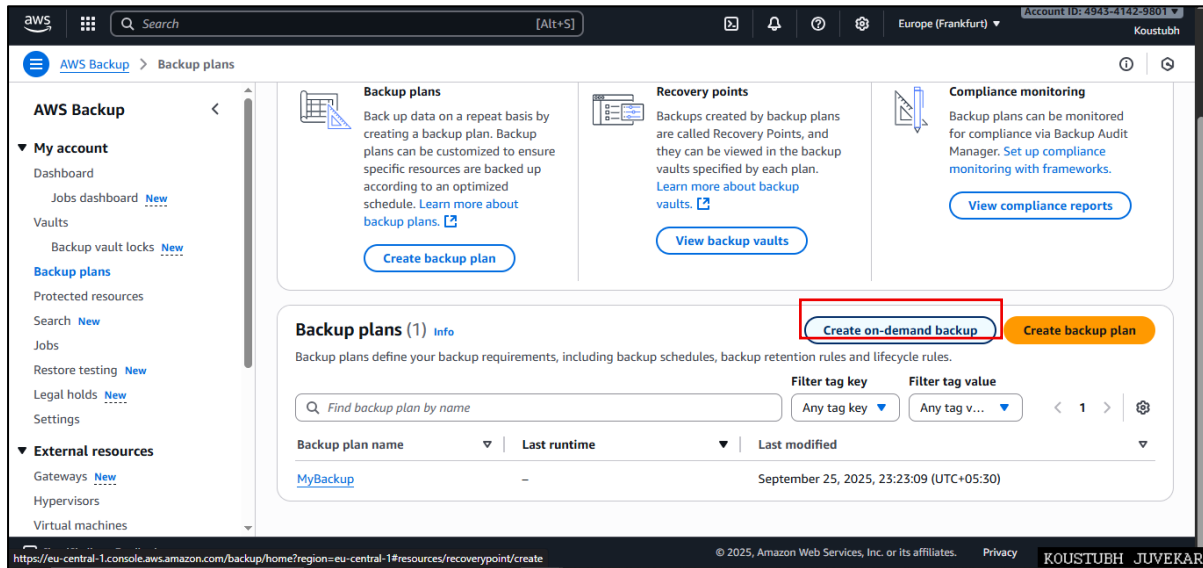 aws
Search
[Alt+S]
Europe (Frankfurt) ▼
Account ID: 4943-4142-9801 ▼
Koustubh
AWS Backup > Backup plans
AWS Backup
▼ My account
Dashboard
Jobs dashboard New
Vaults
Backup vault locks New
Backup plans
Protected resources
Search New
Jobs
Restore testing New
Legal holds New
Settings
▼ External resources
Gateways New
Hypervisors
Virtual machines
Backup plans
Back up data on a repeat basis by
creating a backup plan. Backup
plans can be customized to ensure
specific resources are backed up
according to an optimized
schedule. Learn more about
backup plans.
Create backup plan
Recovery points
Backups created by backup plans
are called Recovery Points, and
they can be viewed in the backup
vaults specified by each plan.
Learn more about backup
vaults.
View backup vaults
Compliance monitoring
Backup plans can be monitored
for compliance via Backup Audit
Manager. Set up compliance
monitoring with frameworks.
View compliance reports
Backup plans (1) Info
Create on-demand backup
Create backup plan
Backup plans define your backup requirements, including backup schedules, backup retention rules and lifecycle rules.
Filter tag key
Filter tag value
Find backup plan by name
Any tag key ▼
Any tag v... ▼
< 1 >
Backup plan name
Last runtime
Last modified
MyBackup
–
September 25, 2025, 23:23:09 (UTC+05:30)
https://eu-central-1.console.aws.amazon.com/backup/home?region=eu-central-1#resources/recoverypoint/create
© 2025, Amazon Web Services, Inc. or its affiliates.
Privacy
KOUSTUBH JUVEKAR